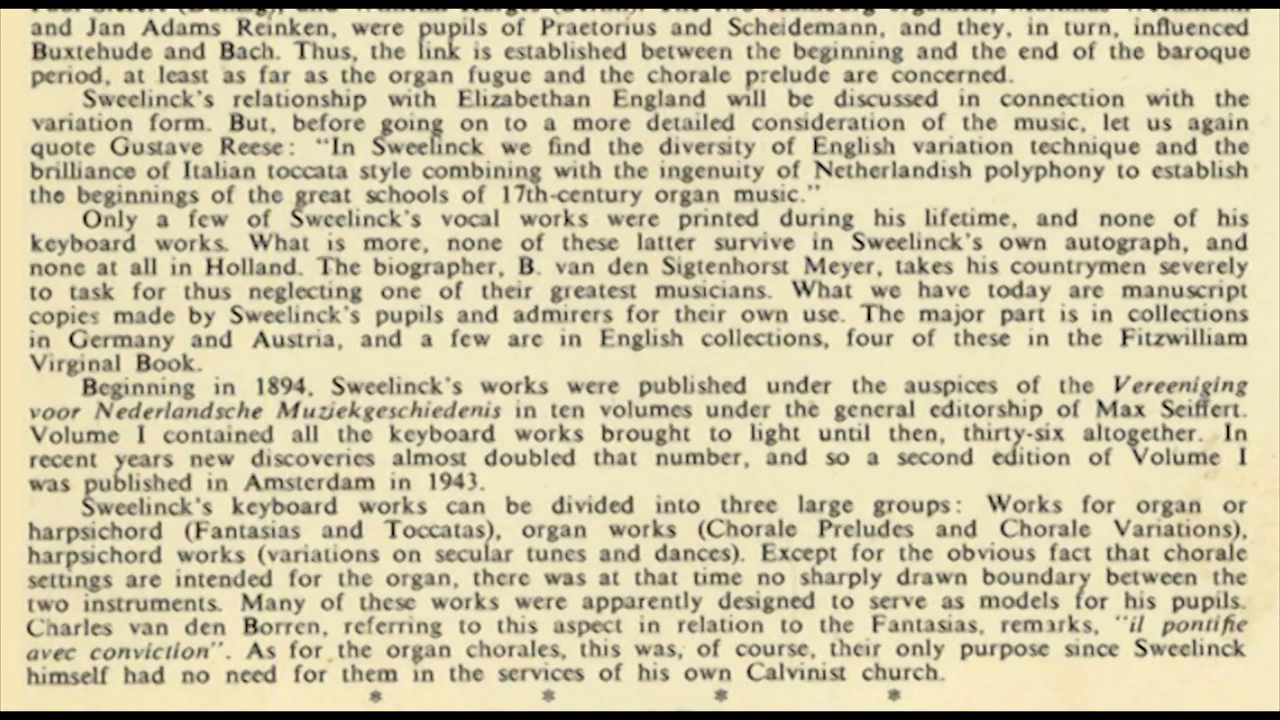 and Jan Adams Reinken, were pupils of Praetorius and Scheidemann, and they, in turn, influenced
Buxtehude and Bach. Thus, the link is established between the beginning and the end of the baroque
period, at least as far as the organ fugue and the chorale prelude are concerned.
Sweelinck's relationship with Elizabethan England will be discussed in connection with the
variation form. But, before going on to a more detailed consideration of the music, let us again
quote Gustave Reese: "In Sweelinck we find the diversity of English variation technique and the
brilliance of Italian toccata style combining with the ingenuity of Netherlandish polyphony to establish
the beginnings of the great schools of 17th-century organ music."
Only a few of Sweelinck's vocal works were printed during his lifetime, and none of his
keyboard works. What is more, none of these latter survive in Sweelinck's own autograph, and
none at all in Holland. The biographer, B. van den Sigtenhorst Meyer, takes his countrymen severely
to task for thus neglecting one of their greatest musicians. What we have today are manuscript
copies made by Sweelinck's pupils and admirers for their own use. The major part is in collections
in Germany and Austria, and a few are in English collections, four of these in the Fitzwilliam
Virginal Book.
Beginning in 1894, Sweelinck's works were published under the auspices of the Vereeniging
voor Nederlandsche Muziekgeschiedenis in ten volumes under the general editorship of Max Seiffert.
Volume I contained all the keyboard works brought to light until then, thirty-six altogether. In
recent years new discoveries almost doubled that number, and so a second edition of Volume I
was published in Amsterdam in 1943.
Sweelinck's keyboard works can be divided into three large groups: Works for organ or
harpsichord (Fantasias and Toccatas), organ works (Chorale Preludes and Chorale Variations),
harpsichord works (variations on secular tunes and dances). Except for the obvious fact that chorale
settings are intended for the organ, there was at that time no sharply drawn boundary between the
two instruments. Many of these works were apparently designed to serve as models for his pupils.
Charles van den Borren, referring to this aspect in relation to the Fantasias, remarks, "il pontifie
avec conviction". As for the organ chorales, this was, of course, their only purpose since Sweelinck
himself had no need for them in the services of his own Calvinist church.
* * * *